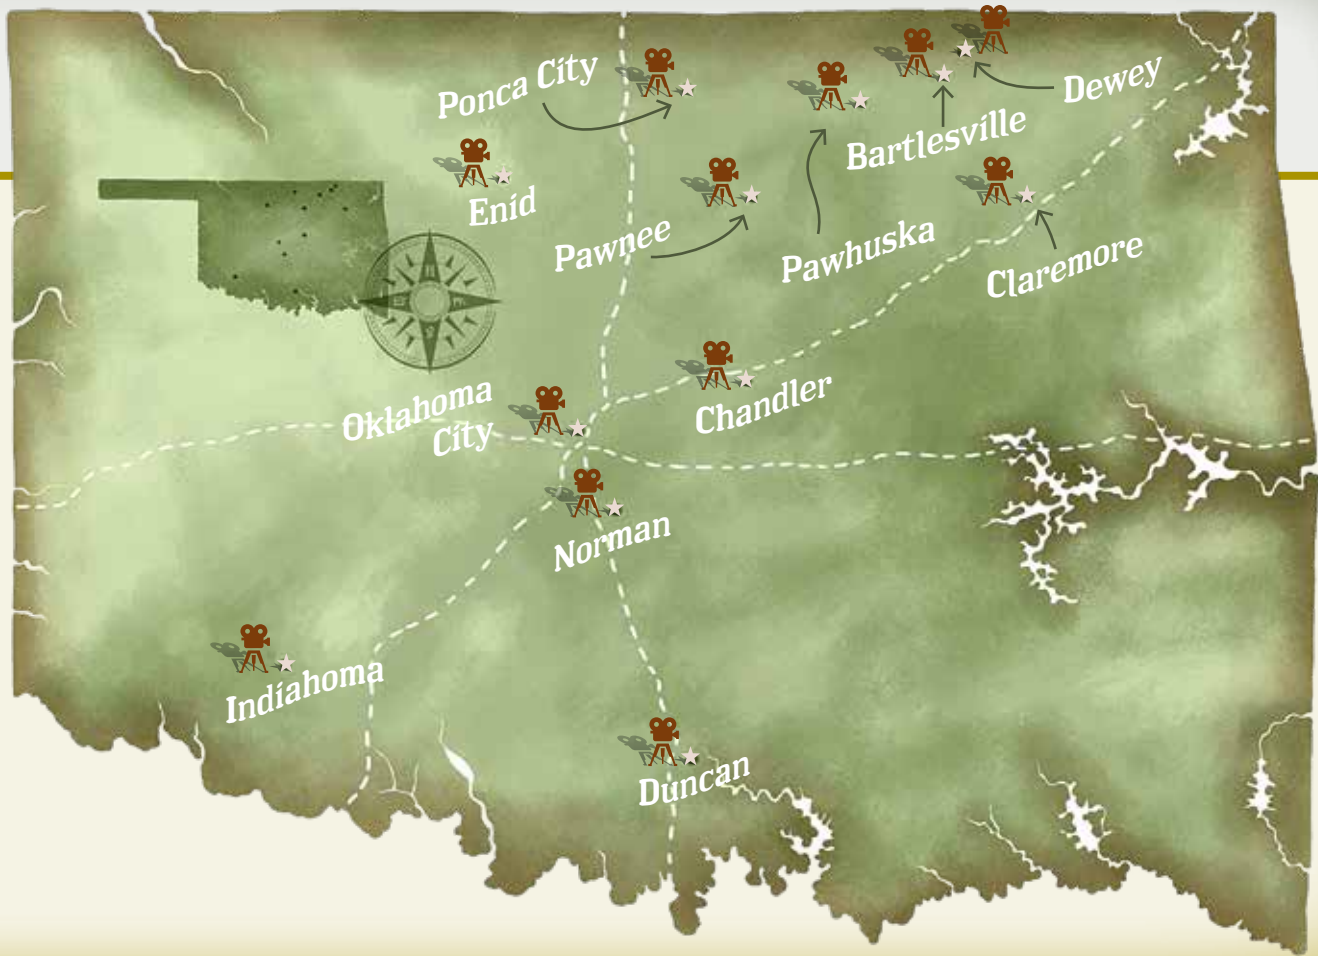 Ponca City
Dewey
Bartlesville
Enid
Pawnee
Pawhuska
Claremore
Oklahoma
City
Chandler
Norman
Indiahoma
Duncan